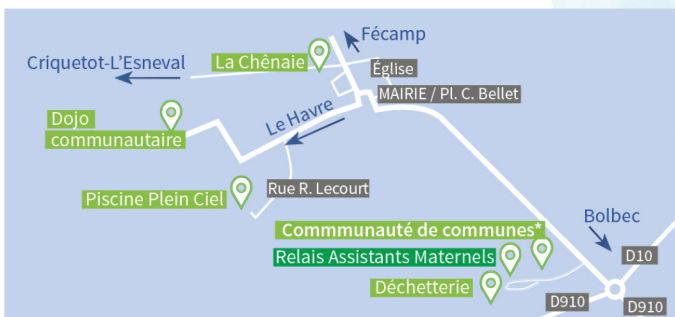 Fécamp
La Chênaie
Criquetot-L'Esneval
Église
MAIRIE / Pl. C. Bellet
Le Havre
Dojo
communautaire
Rue R. Lecourt
Piscine Plein Ciel
Bolbec
Commmunauté de communes*
Relais Assistants Maternels
D10
Déchetterie
D910
D910